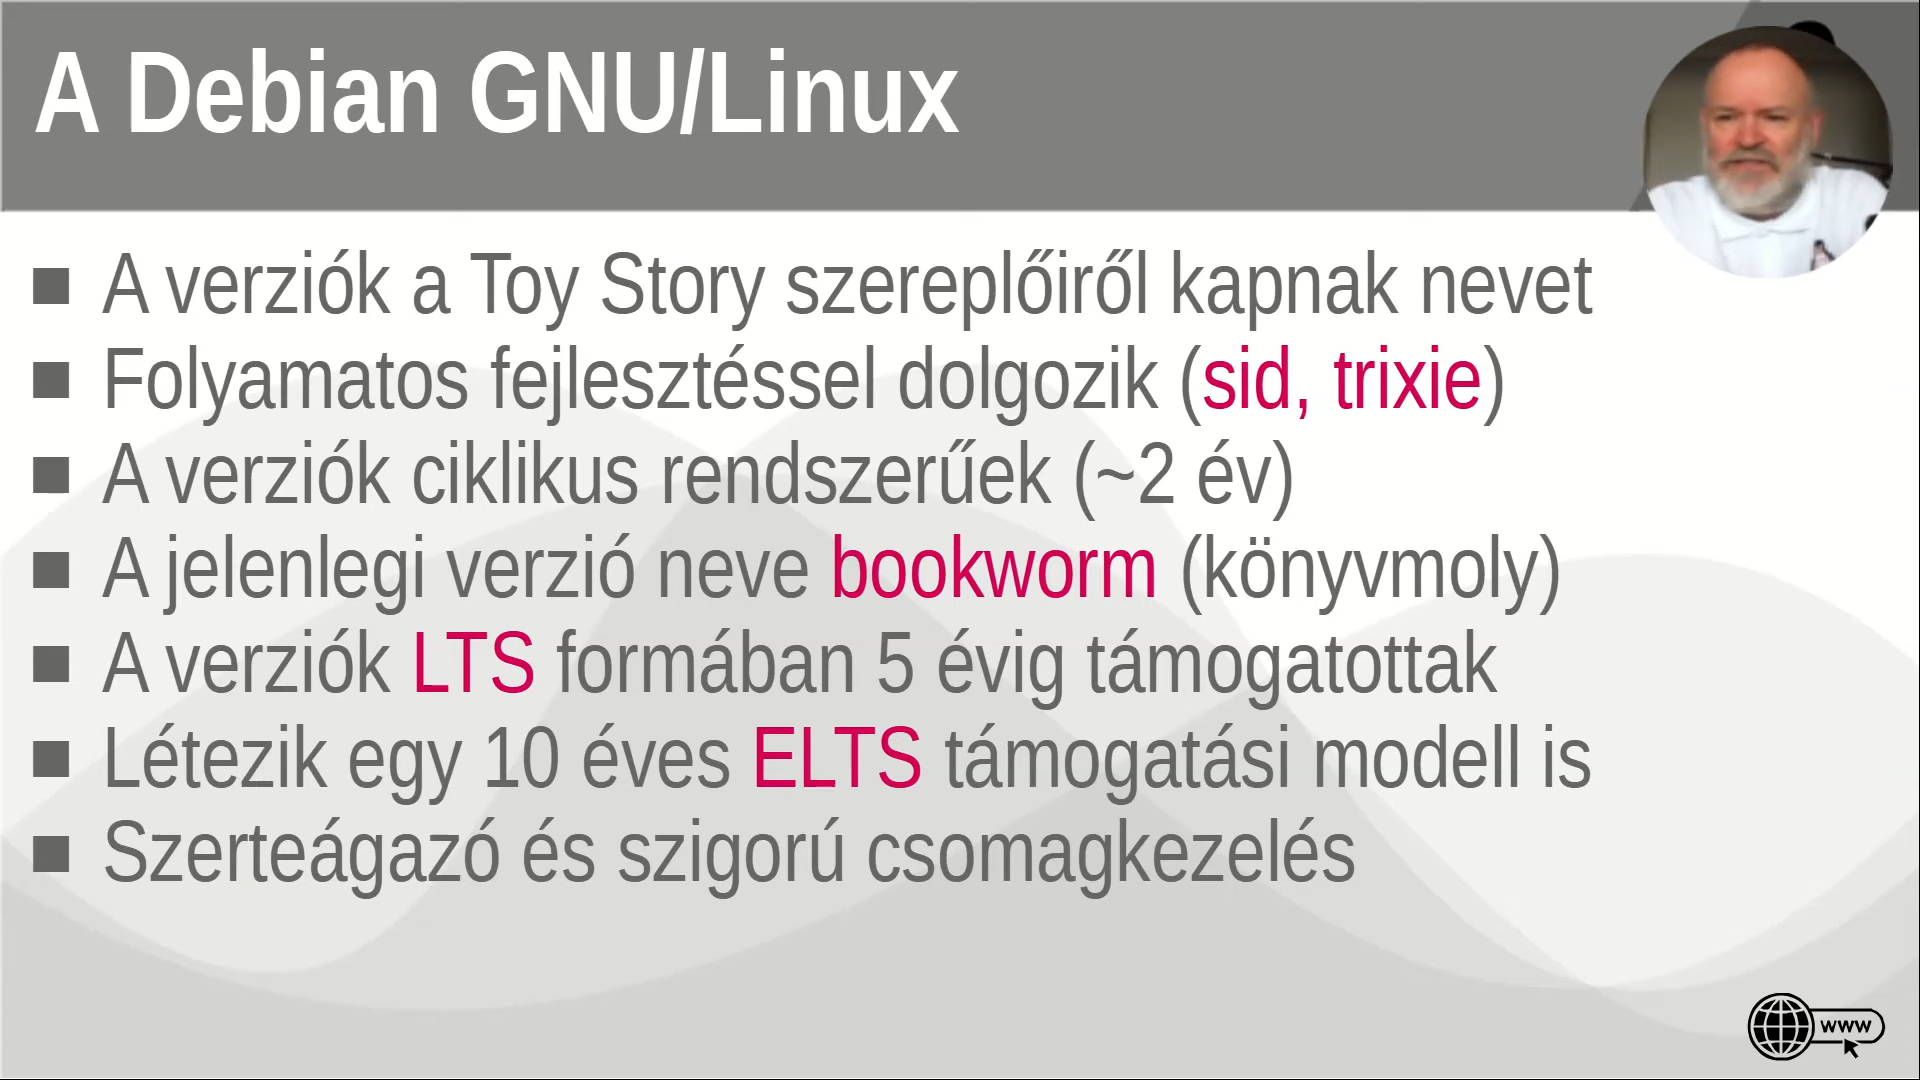 A Debian GNU/Linux
A verziók a Toy Story szereplőiről kapnak nevet
Folyamatos fejlesztéssel dolgozik (sid, trixie)
A verziók ciklikus rendszerűek (~2 év)
A jelenlegi verzió neve bookworm (könyvmoly)
A verziók LTS formában 5 évig támogatottak
Létezik egy 10 éves ELTS támogatási modell is
Szerteágazó és szigorú csomagkezelés
www